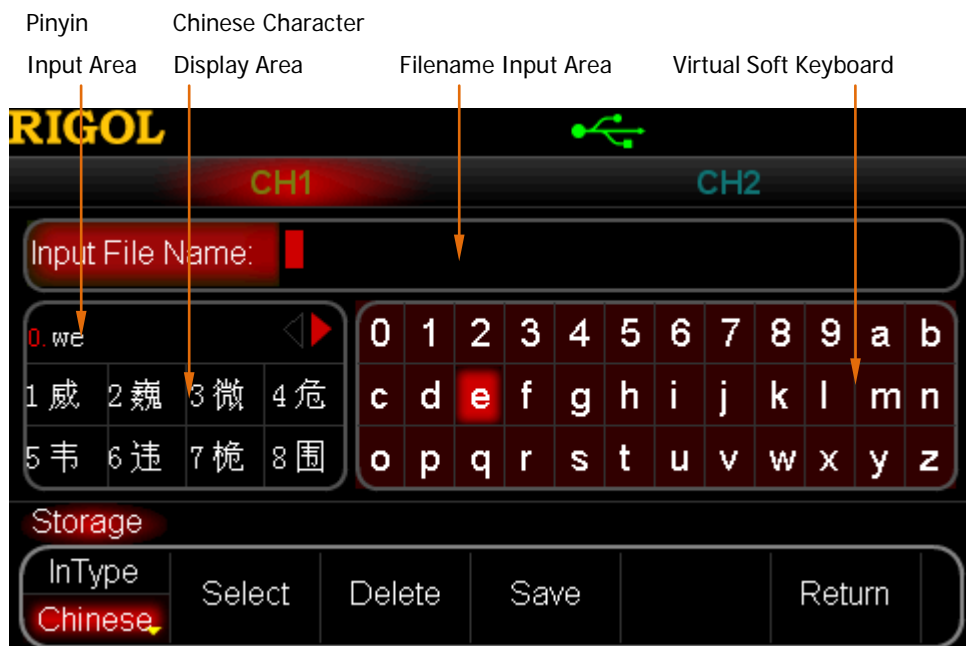 Pinyin
Input Area
Chinese Character
Display Area
Filename Input Area
Virtual Soft Keyboard
RIGOL
CH1 CH2
Input File Name:
0. we
1 威 2 巍 3 微 4 危
5 韦 6 违 7 桅 8 围
0 1 2 3 4 5 6 7 8 9 a b
c d e f g h i j k l m n
o p q r s t u v w x y z
Storage
InType
Chinese
Select Delete Save Return